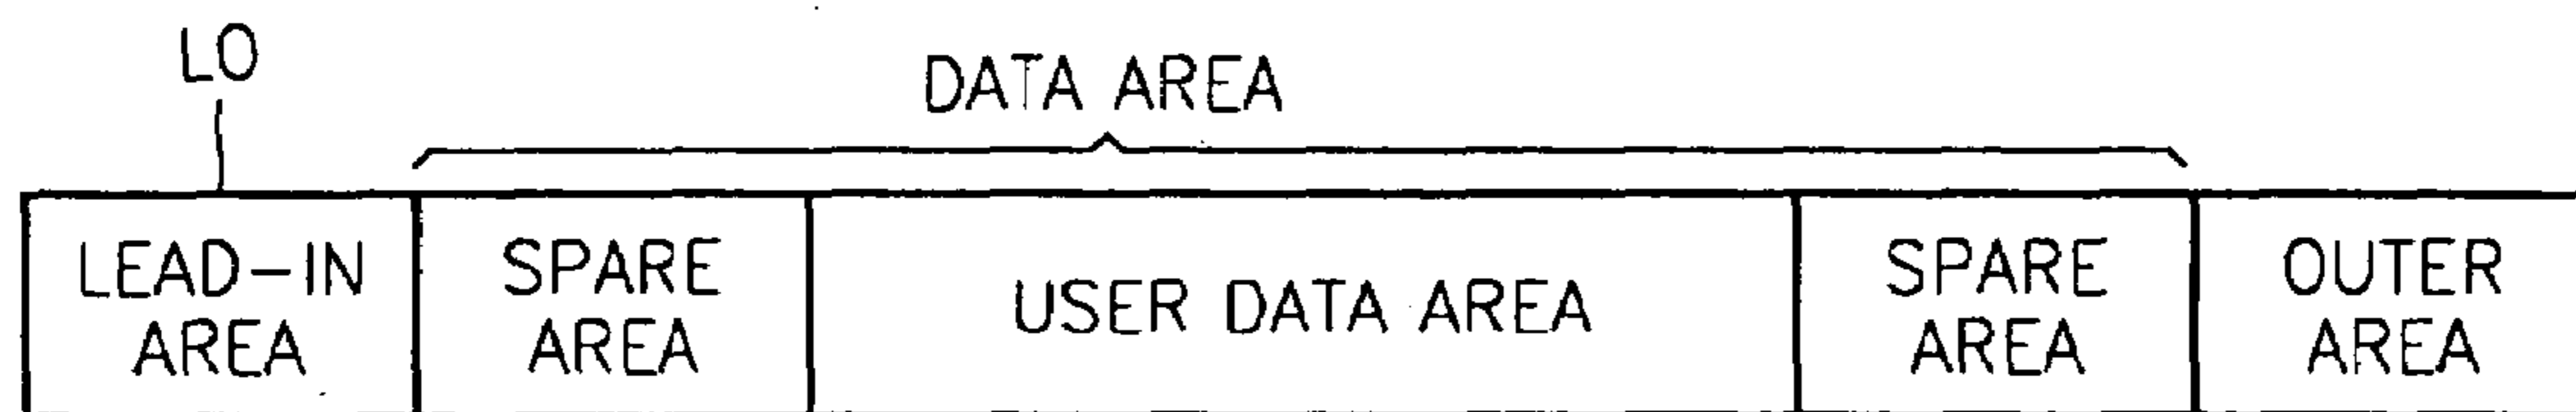 LO
DATA AREA
LEAD-IN
AREA
SPARE
AREA
USER DATA AREA
SPARE
AREA
OUTER
AREA